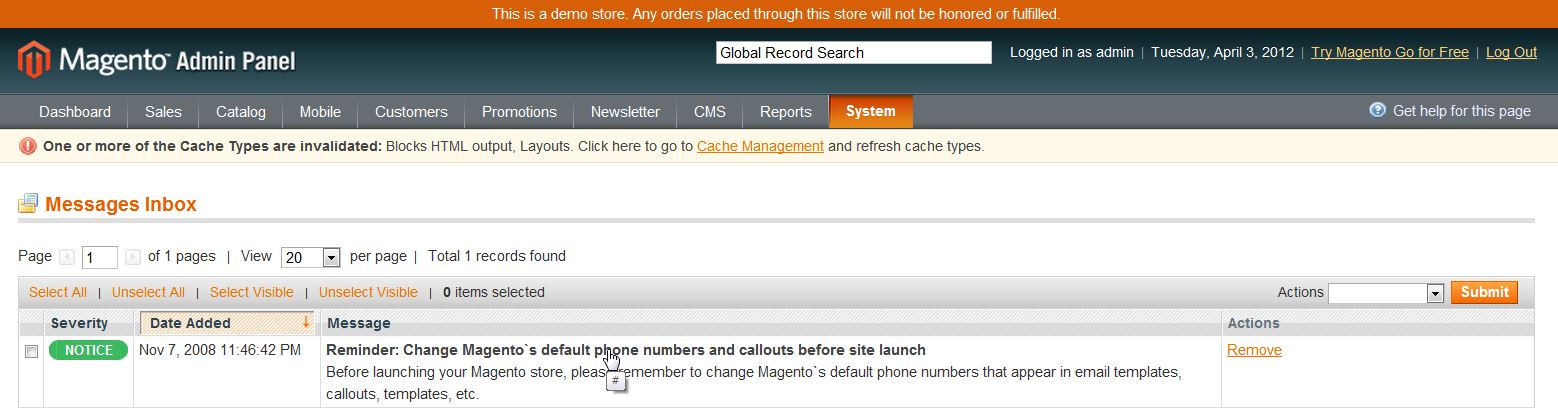 This is a demo store. Any orders placed through this store will not be honored or fulfilled.
Magento™ Admin Panel
Global Record Search
Logged in as admin | Tuesday, April 3, 2012 | Try Magento Go for Free | Log Out
Dashboard Sales Catalog Mobile Customers Promotions Newsletter CMS Reports System
Get help for this page
One or more of the Cache Types are invalidated: Blocks HTML output, Layouts. Click here to go to Cache Management and refresh cache types.
Messages Inbox
Page 1 of 1 pages | View 20 per page | Total 1 records found
Select All | Unselect All | Select Visible | Unselect Visible | 0 items selected
Actions Submit
Severity Date Added Message Actions
NOTICE Nov 7, 2008 11:46:42 PM Reminder: Change Magento`s default phone numbers and callouts before site launch Remove
Before launching your Magento store, please remember to change Magento`s default phone numbers that appear in email templates,
#
callouts, templates, etc.